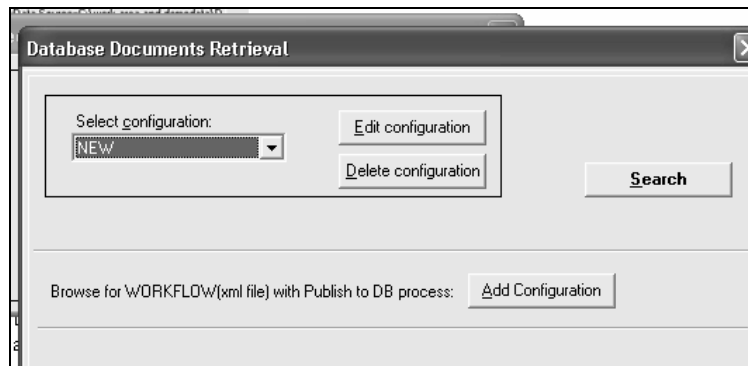 Database Documents Retrieval
Select configuration:
NEW
Edit configuration
Delete configuration
Search
Browse for WORKFLOW(xml file) with Publish to DB process:
Add Configuration